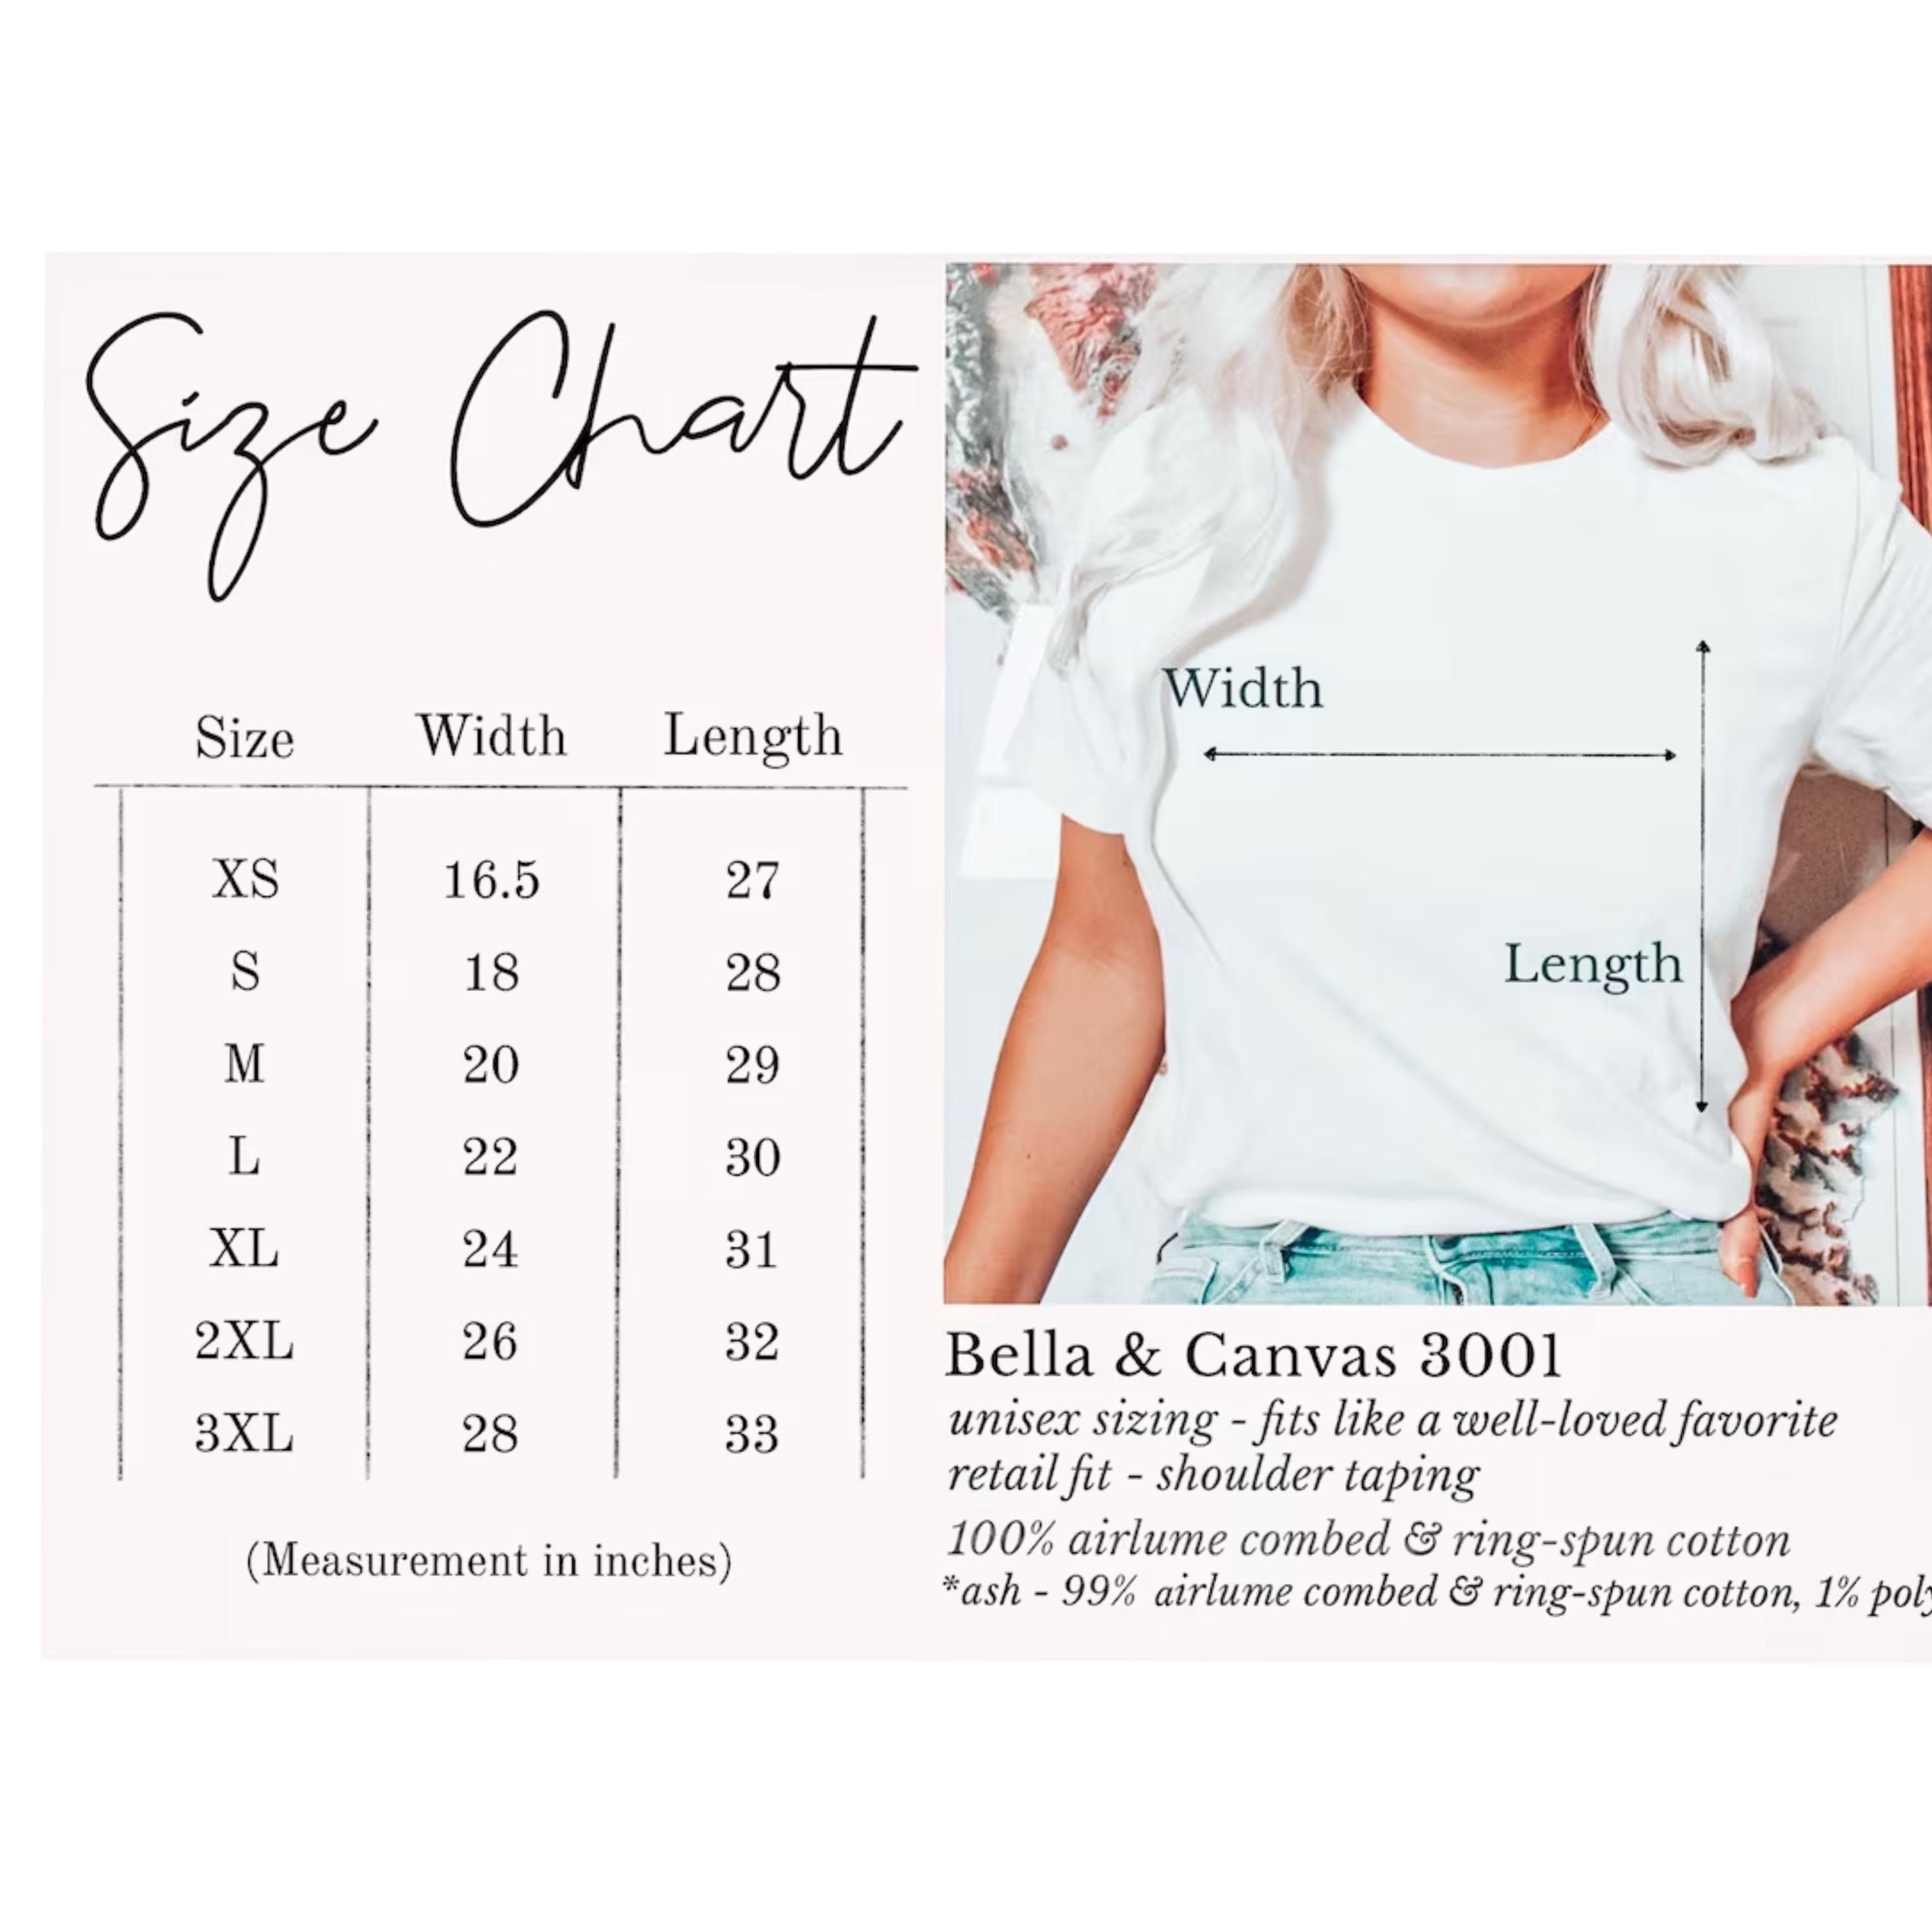 Size Chart
Size Width Length
XS 16.5 27
S 18 28
M 20 29
L 22 30
XL 24 31
2XL 26 32
3XL 28 33
(Measurement in inches)
Width
Length
Bella & Canvas 3001
unisex sizing - fits like a well-loved favorite
retail fit - shoulder taping
100% airlume combed & ring-spun cotton
*ash - 99% airlume combed & ring-spun cotton, 1%